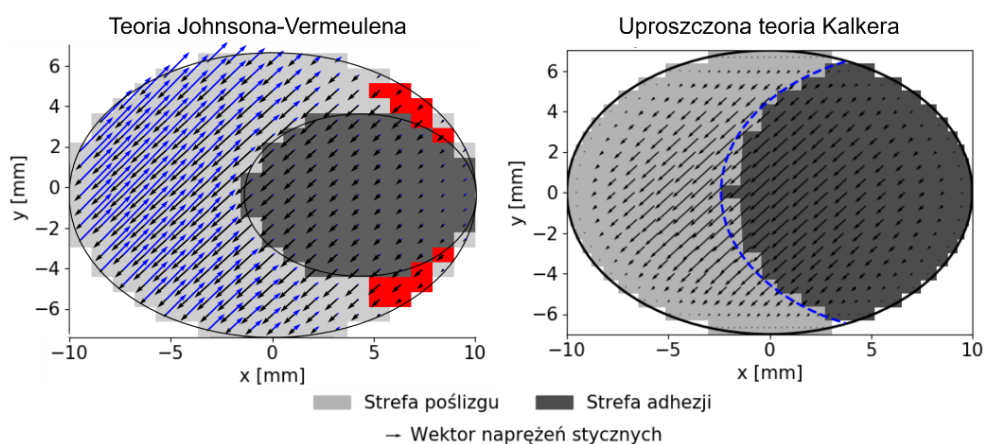 Teoria Johnsona-Vermeulena
Uproszczona teoria Kalkera
y [mm]
6
4
2
0
−2
−4
−6
−10
−5
0
5
10
x [mm]
y [mm]
6
4
2
0
−2
−4
−6
−10
−5
0
5
10
x [mm]
Strefa poślizgu
Strefa adhezji
Wektor naprężeń stycznych